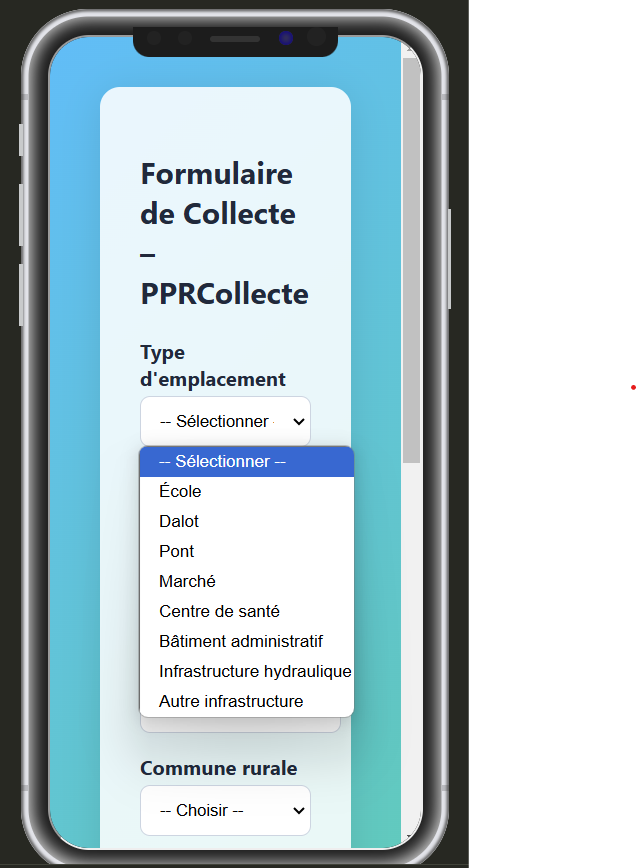 Formulaire
de Collecte
–
PPRCollecte
Type
d'emplacement
-- Sélectionner
-- Sélectionner --
École
Dalot
Pont
Marché
Centre de santé
Bâtiment administratif
Infrastructure hydraulique
Autre infrastructure
Commune rurale
-- Choisir --